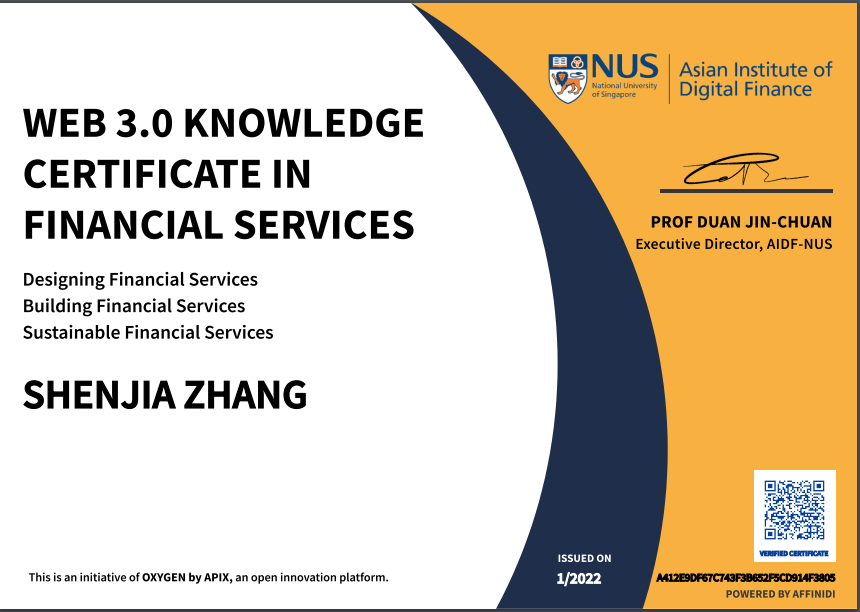 WEB 3.0 KNOWLEDGE
CERTIFICATE IN
FINANCIAL SERVICES
Designing Financial Services
Building Financial Services
Sustainable Financial Services
SHENJIA ZHANG
This is an initiative of OXYGEN by APIX, an open innovation platform.
NUS
National University
of Singapore
Asian Institute of
Digital Finance
PROF DUAN JIN-CHUAN
Executive Director, AIDF-NUS
ISSUED ON
1/2022
VERIFIED CERTIFICATE
A412E9DF67C743F3B652F5CD914F3805
POWERED BY AFFINIDI